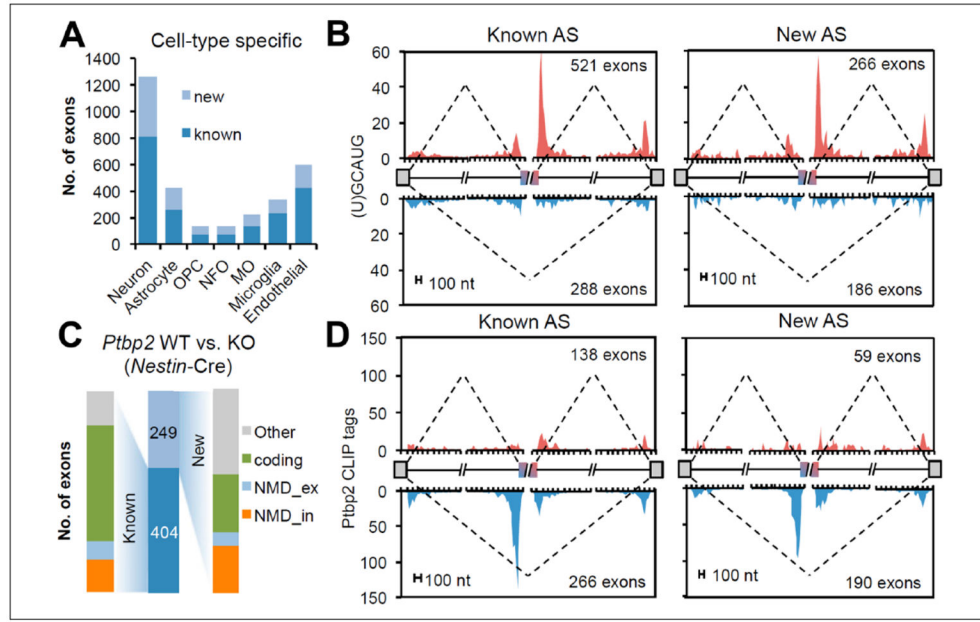 A
Cell-type specific
1400
1200
1000
800
600
400
200
0
No. of exons
new
known
Neuron
Astrocyte
OPC
NFO
MO
Microglia
Endothelial
B
Known AS
New AS
(U)GCAUG
60
40
20
0
0
20
40
60
521 exons
H 100 nt
288 exons
266 exons
H 100 nt
186 exons
C
Ptbp2 WT vs. KO
(Nestin-Cre)
No. of exons
Known
249
404
New
Other
coding
NMD_ex
NMD_in
D
Known AS
New AS
Ptbp2 CLIP tags
150
100
50
0
0
50
100
150
138 exons
H 100 nt
266 exons
59 exons
H 100 nt
190 exons